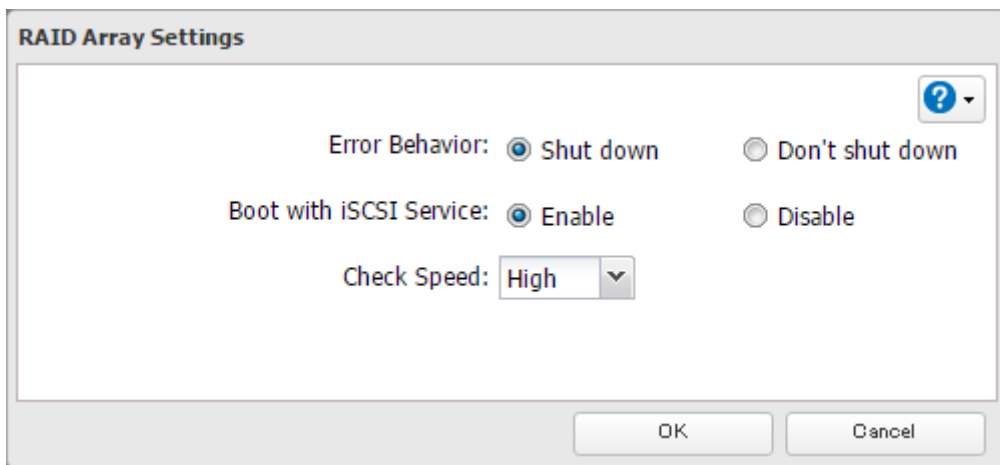 RAID Array Settings
?
Error Behavior: Shut down Don't shut down
Boot with iSCSI Service: Enable Disable
Check Speed: High
OK Cancel